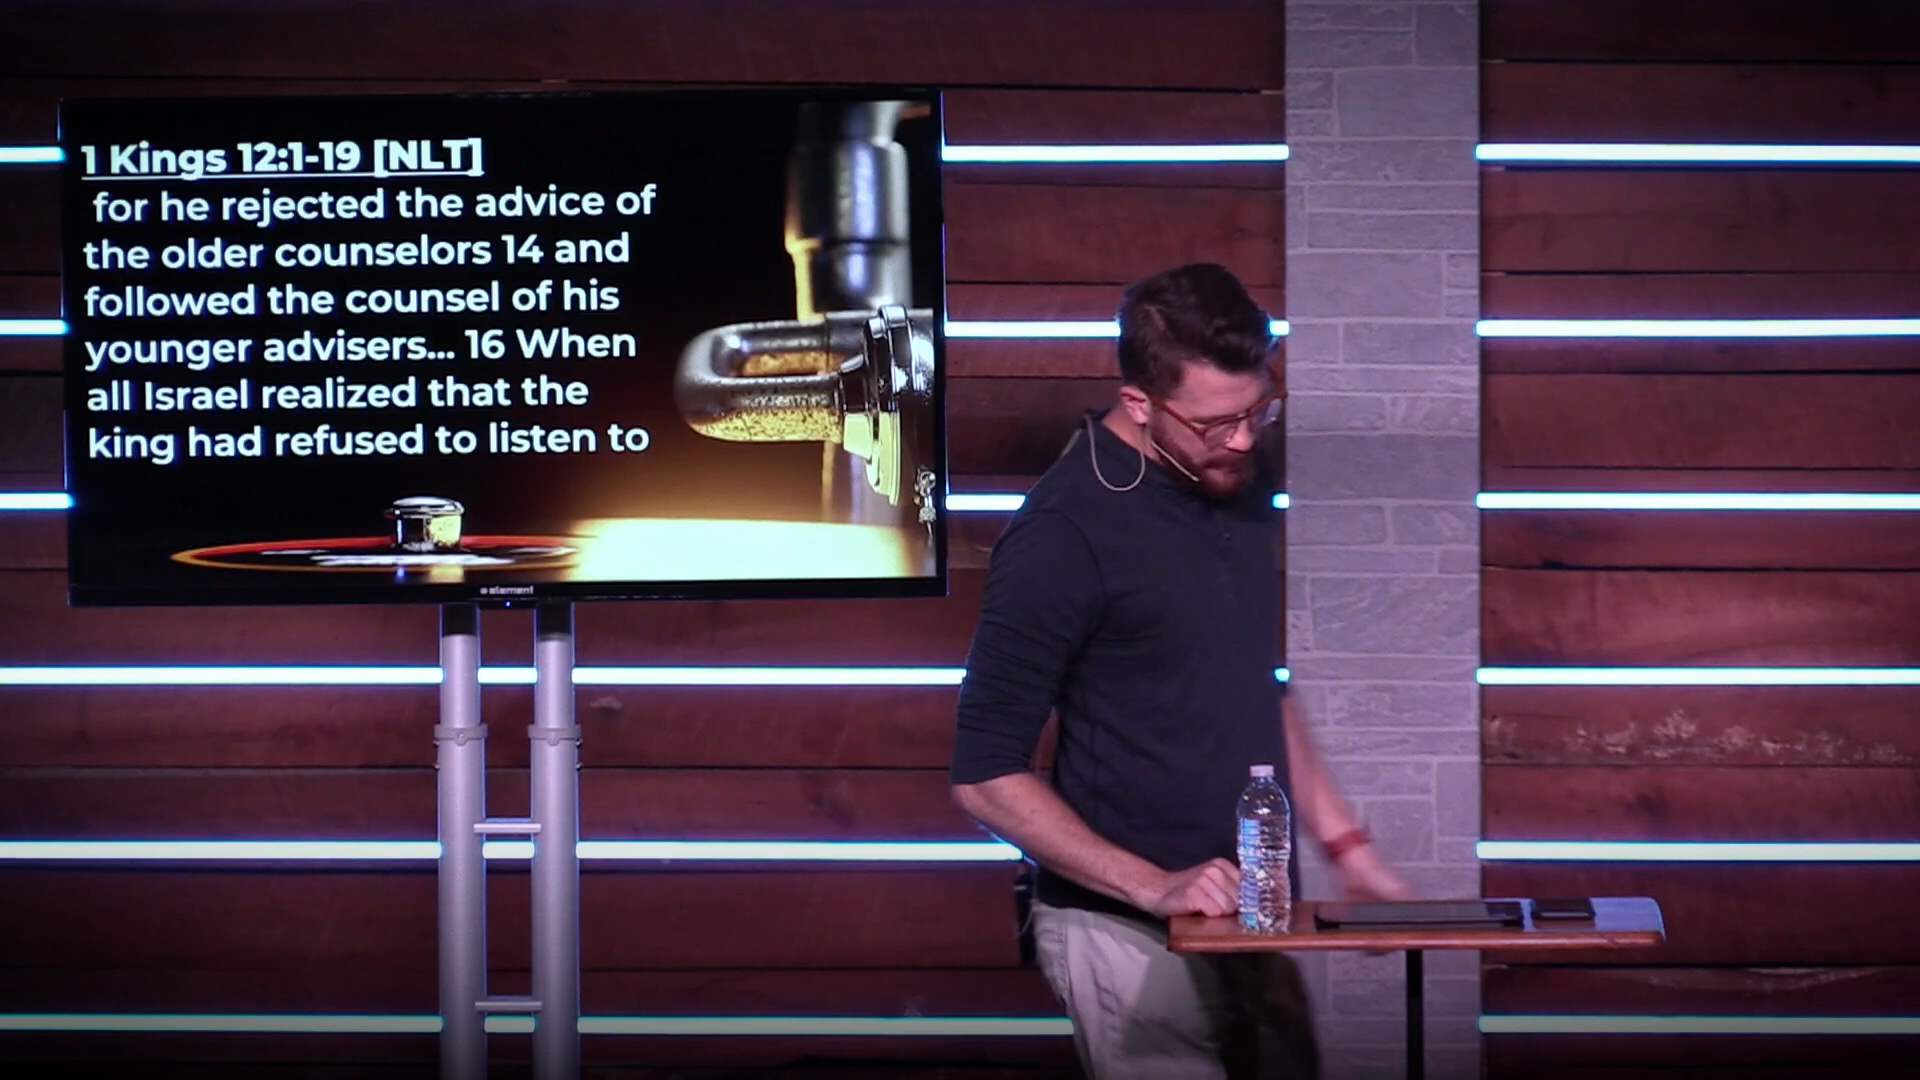 1 Kings 12:1-19 [NLT]
for he rejected the advice of
the older counselors 14 and
followed the counsel of his
younger advisers... 16 When
all Israel realized that the
king had refused to listen to
element